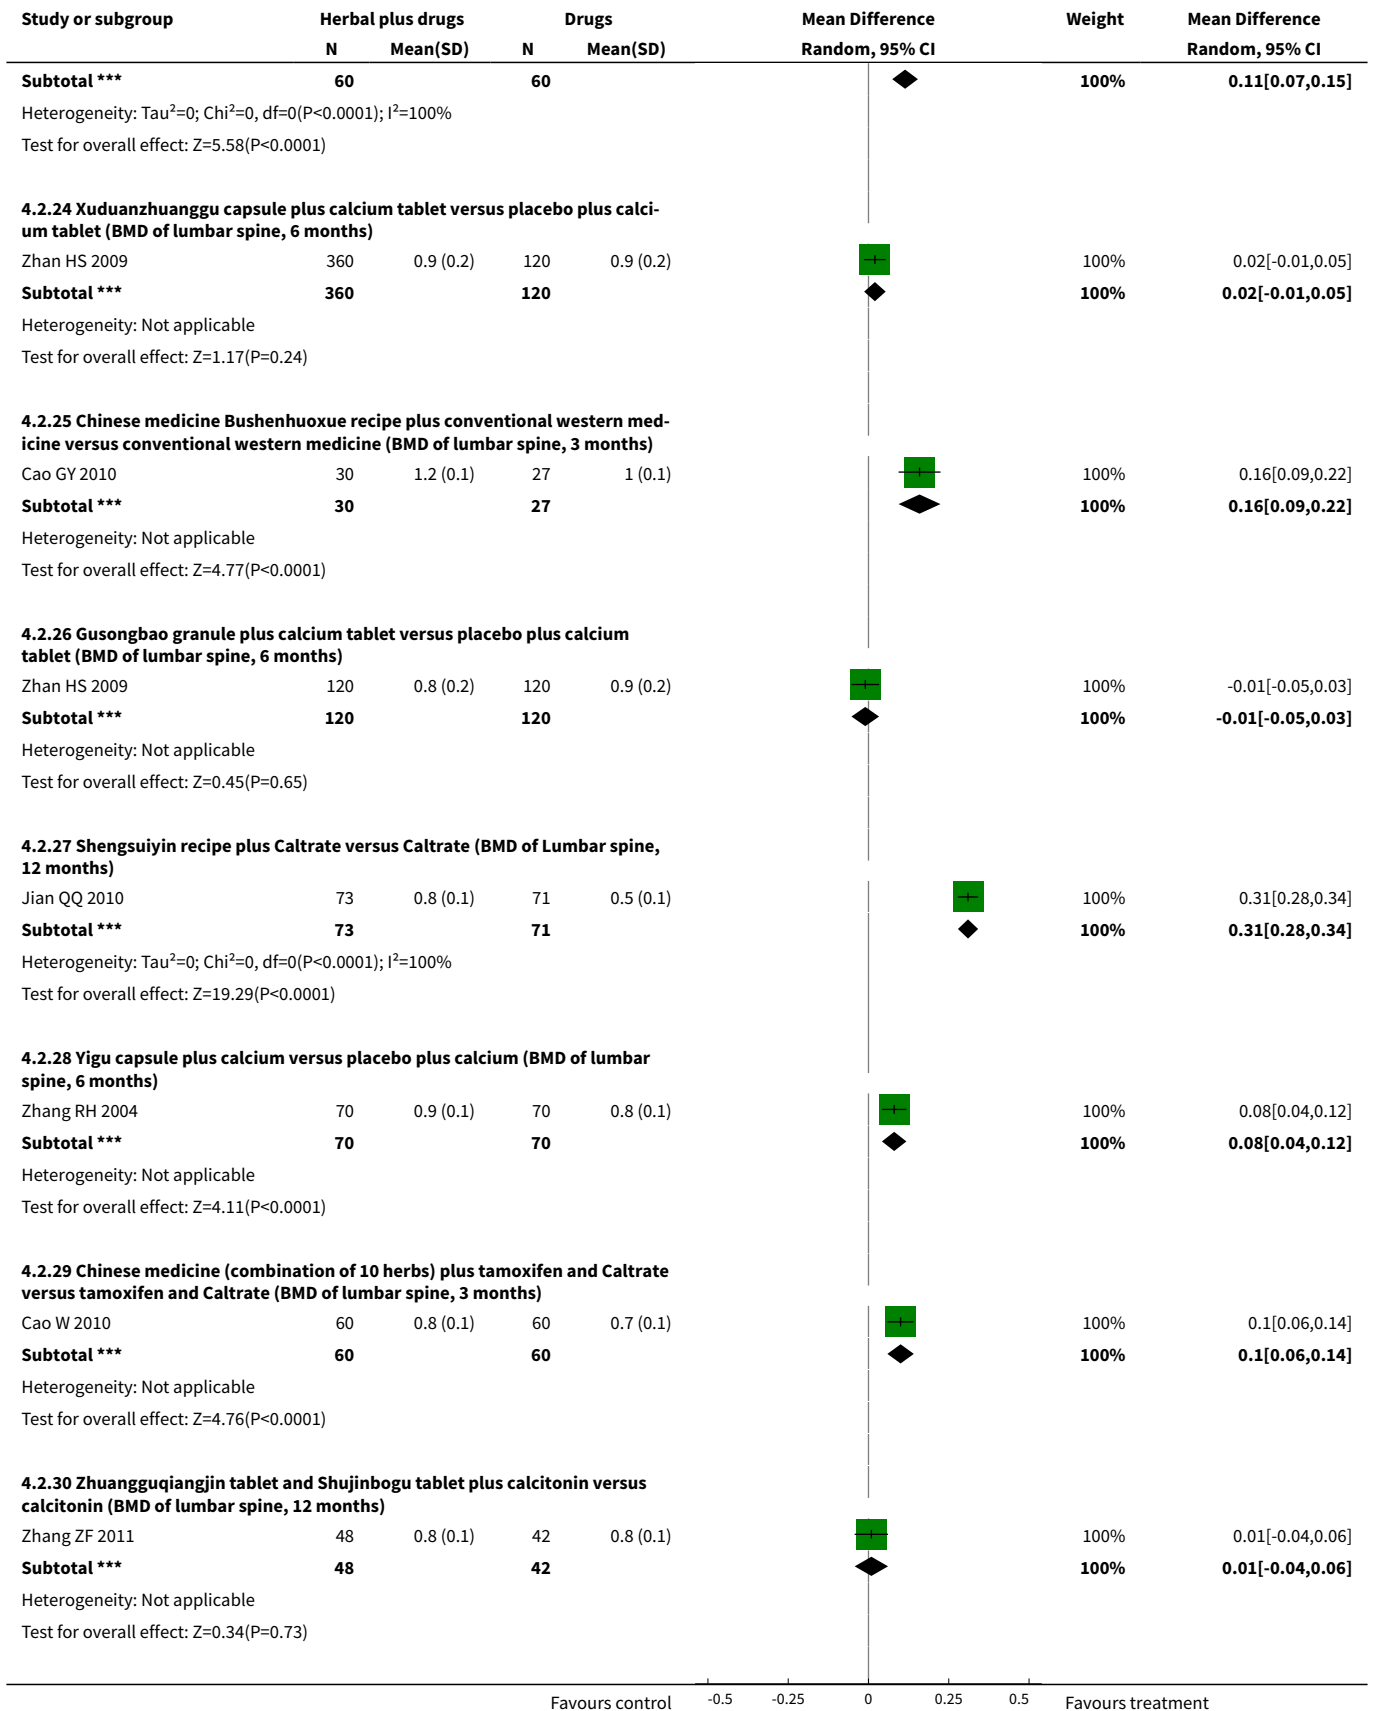 Study or subgroup Herbal plus drugs Drugs Mean Difference Weight Mean Difference
N Mean(SD) N Mean(SD) Random, 95% CI Random, 95% CI
Subtotal *** 60 60 100% 0.11[0.07,0.15]
Heterogeneity: Tau²=0; Chi²=0, df=0(P<0.0001); I²=100%
Test for overall effect: Z=5.58(P<0.0001)
4.2.24 Xuduanzhuanggu capsule plus calcium tablet versus placebo plus calci-
um tablet (BMD of lumbar spine, 6 months)
Zhan HS 2009 360 0.9 (0.2) 120 0.9 (0.2) 100% 0.02[-0.01,0.05]
Subtotal *** 360 120 100% 0.02[-0.01,0.05]
Heterogeneity: Not applicable
Test for overall effect: Z=1.17(P=0.24)
4.2.25 Chinese medicine Bushenhuoxue recipe plus conventional western med-
icine versus conventional western medicine (BMD of lumbar spine, 3 months)
Cao GY 2010 30 1.2 (0.1) 27 1 (0.1) 100% 0.16[0.09,0.22]
Subtotal *** 30 27 100% 0.16[0.09,0.22]
Heterogeneity: Not applicable
Test for overall effect: Z=4.77(P<0.0001)
4.2.26 Gusongbao granule plus calcium tablet versus placebo plus calcium
tablet (BMD of lumbar spine, 6 months)
Zhan HS 2009 120 0.8 (0.2) 120 0.9 (0.2) 100% -0.01[-0.05,0.03]
Subtotal *** 120 120 100% -0.01[-0.05,0.03]
Heterogeneity: Not applicable
Test for overall effect: Z=0.45(P=0.65)
4.2.27 Shengsuiyin recipe plus Caltrate versus Caltrate (BMD of Lumbar spine,
12 months)
Jian QQ 2010 73 0.8 (0.1) 71 0.5 (0.1) 100% 0.31[0.28,0.34]
Subtotal *** 73 71 100% 0.31[0.28,0.34]
Heterogeneity: Tau²=0; Chi²=0, df=0(P<0.0001); I²=100%
Test for overall effect: Z=19.29(P<0.0001)
4.2.28 Yigu capsule plus calcium versus placebo plus calcium (BMD of lumbar
spine, 6 months)
Zhang RH 2004 70 0.9 (0.1) 70 0.8 (0.1) 100% 0.08[0.04,0.12]
Subtotal *** 70 70 100% 0.08[0.04,0.12]
Heterogeneity: Not applicable
Test for overall effect: Z=4.11(P<0.0001)
4.2.29 Chinese medicine (combination of 10 herbs) plus tamoxifen and Caltrate
versus tamoxifen and Caltrate (BMD of lumbar spine, 3 months)
Cao W 2010 60 0.8 (0.1) 60 0.7 (0.1) 100% 0.1[0.06,0.14]
Subtotal *** 60 60 100% 0.1[0.06,0.14]
Heterogeneity: Not applicable
Test for overall effect: Z=4.76(P<0.0001)
4.2.30 Zhuangguqiangjin tablet and Shujinbogu tablet plus calcitonin versus
calcitonin (BMD of lumbar spine, 12 months)
Zhang ZF 2011 48 0.8 (0.1) 42 0.8 (0.1) 100% 0.01[-0.04,0.06]
Subtotal *** 48 42 100% 0.01[-0.04,0.06]
Heterogeneity: Not applicable
Test for overall effect: Z=0.34(P=0.73)
Favours control -0.5 -0.25 0 0.25 0.5 Favours treatment